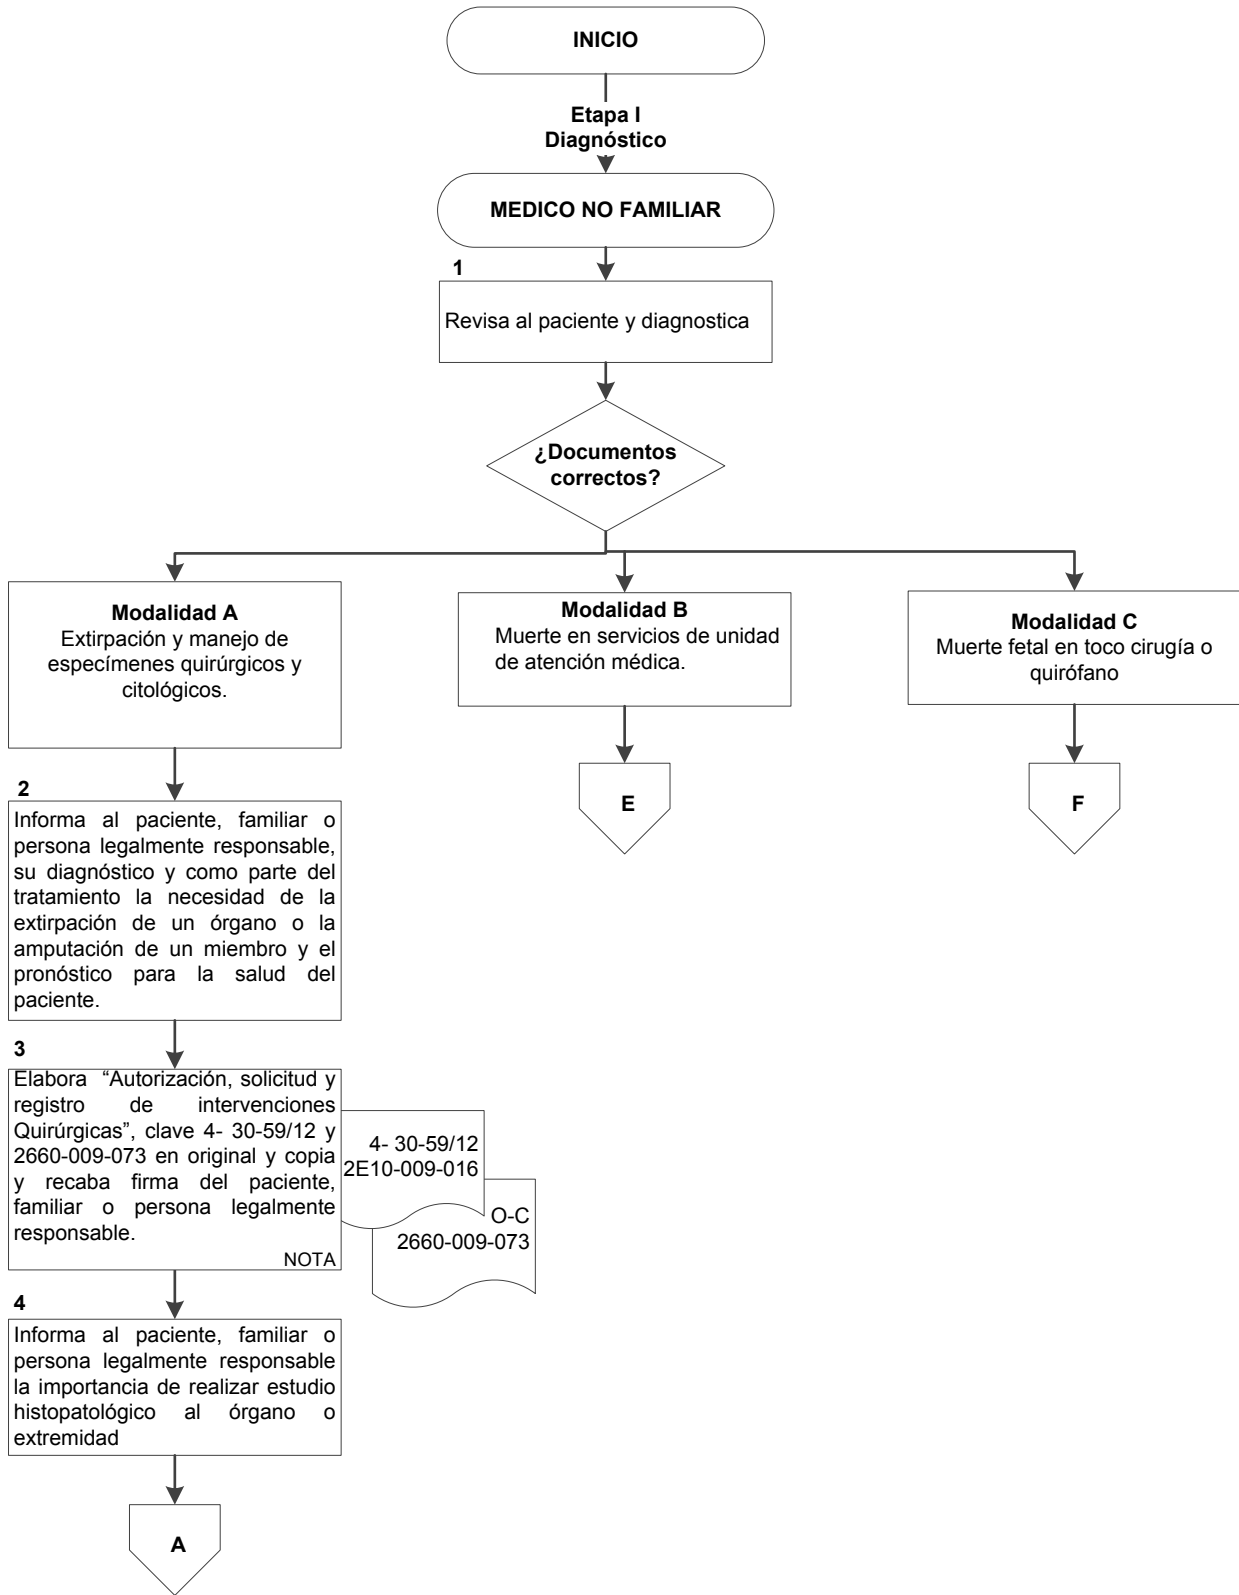 INICIO
Etapa I
Diagnóstico
MEDICO NO FAMILIAR
1
Revisa al paciente y diagnostica
¿Documentos
correctos?
Modalidad A
Extirpación y manejo de
especímenes quirúrgicos y
citológicos.
Modalidad B
Muerte en servicios de unidad
de atención médica.
Modalidad C
Muerte fetal en toco cirugía o
quirófano
E
F
2
Informa al paciente, familiar o
persona legalmente responsable,
su diagnóstico y como parte del
tratamiento la necesidad de la
extirpación de un órgano o la
amputación de un miembro y el
pronóstico para la salud del
paciente.
3
Elabora “Autorización, solicitud y
registro de intervenciones
Quirúrgicas”, clave 4- 30-59/12 y
2660-009-073 en original y copia
y recaba firma del paciente,
familiar o persona legalmente
responsable.
NOTA
4- 30-59/12
2E10-009-016
O-C
2660-009-073
4
Informa al paciente, familiar o
persona legalmente responsable
la importancia de realizar estudio
histopatológico al órgano o
extremidad
A